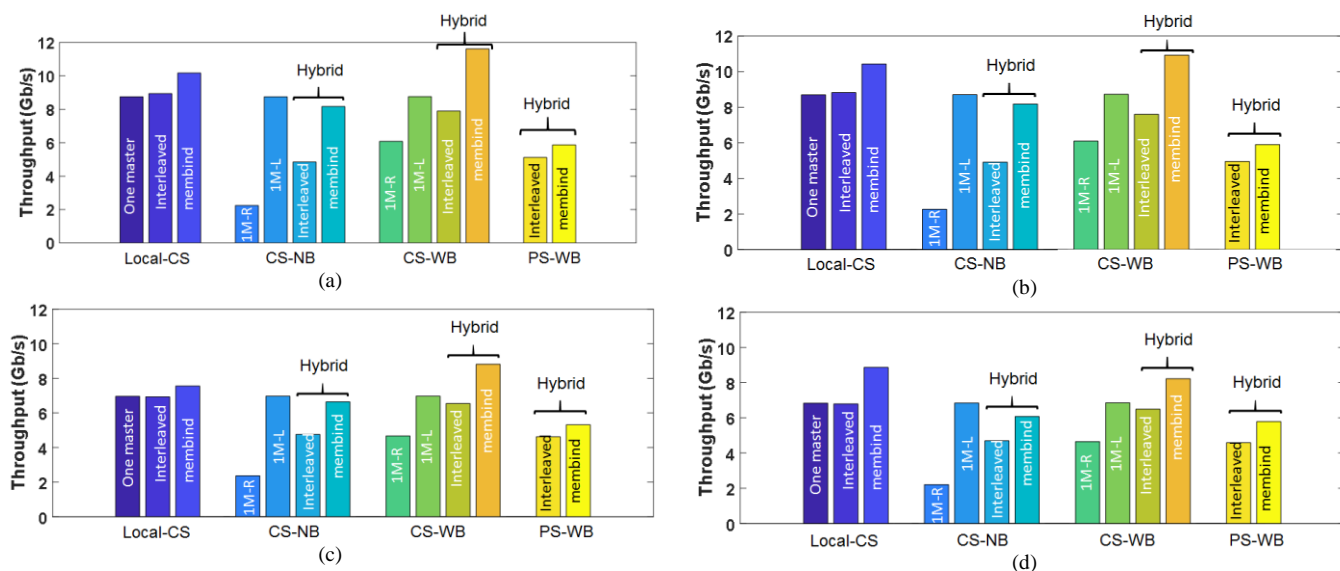 Throughput (Gb/s)
12
10
8
6
4
2
0
One master
Interleaved
membind
1M-R
1M-L
Interleaved
membind
Hybrid
1M-R
1M-L
Interleaved
membind
Hybrid
Interleaved
membind
Hybrid
Local-CS CS-NB CS-WB PS-WB
(a)
Throughput (Gb/s)
12
10
8
6
4
2
0
One master
Interleaved
membind
1M-R
1M-L
Interleaved
membind
Hybrid
1M-R
1M-L
Interleaved
membind
Hybrid
Interleaved
membind
Hybrid
Local-CS CS-NB CS-WB PS-WB
(b)
Throughput (Gb/s)
12
10
8
6
4
2
0
One master
Interleaved
membind
1M-R
1M-L
Interleaved
membind
Hybrid
1M-R
1M-L
Interleaved
membind
Hybrid
Interleaved
membind
Hybrid
Local-CS CS-NB CS-WB PS-WB
(c)
Throughput (Gb/s)
12
10
8
6
4
2
0
One master
Interleaved
membind
1M-R
1M-L
Interleaved
membind
Hybrid
1M-R
1M-L
Interleaved
membind
Hybrid
Interleaved
membind
Hybrid
Local-CS CS-NB CS-WB PS-WB
(d)